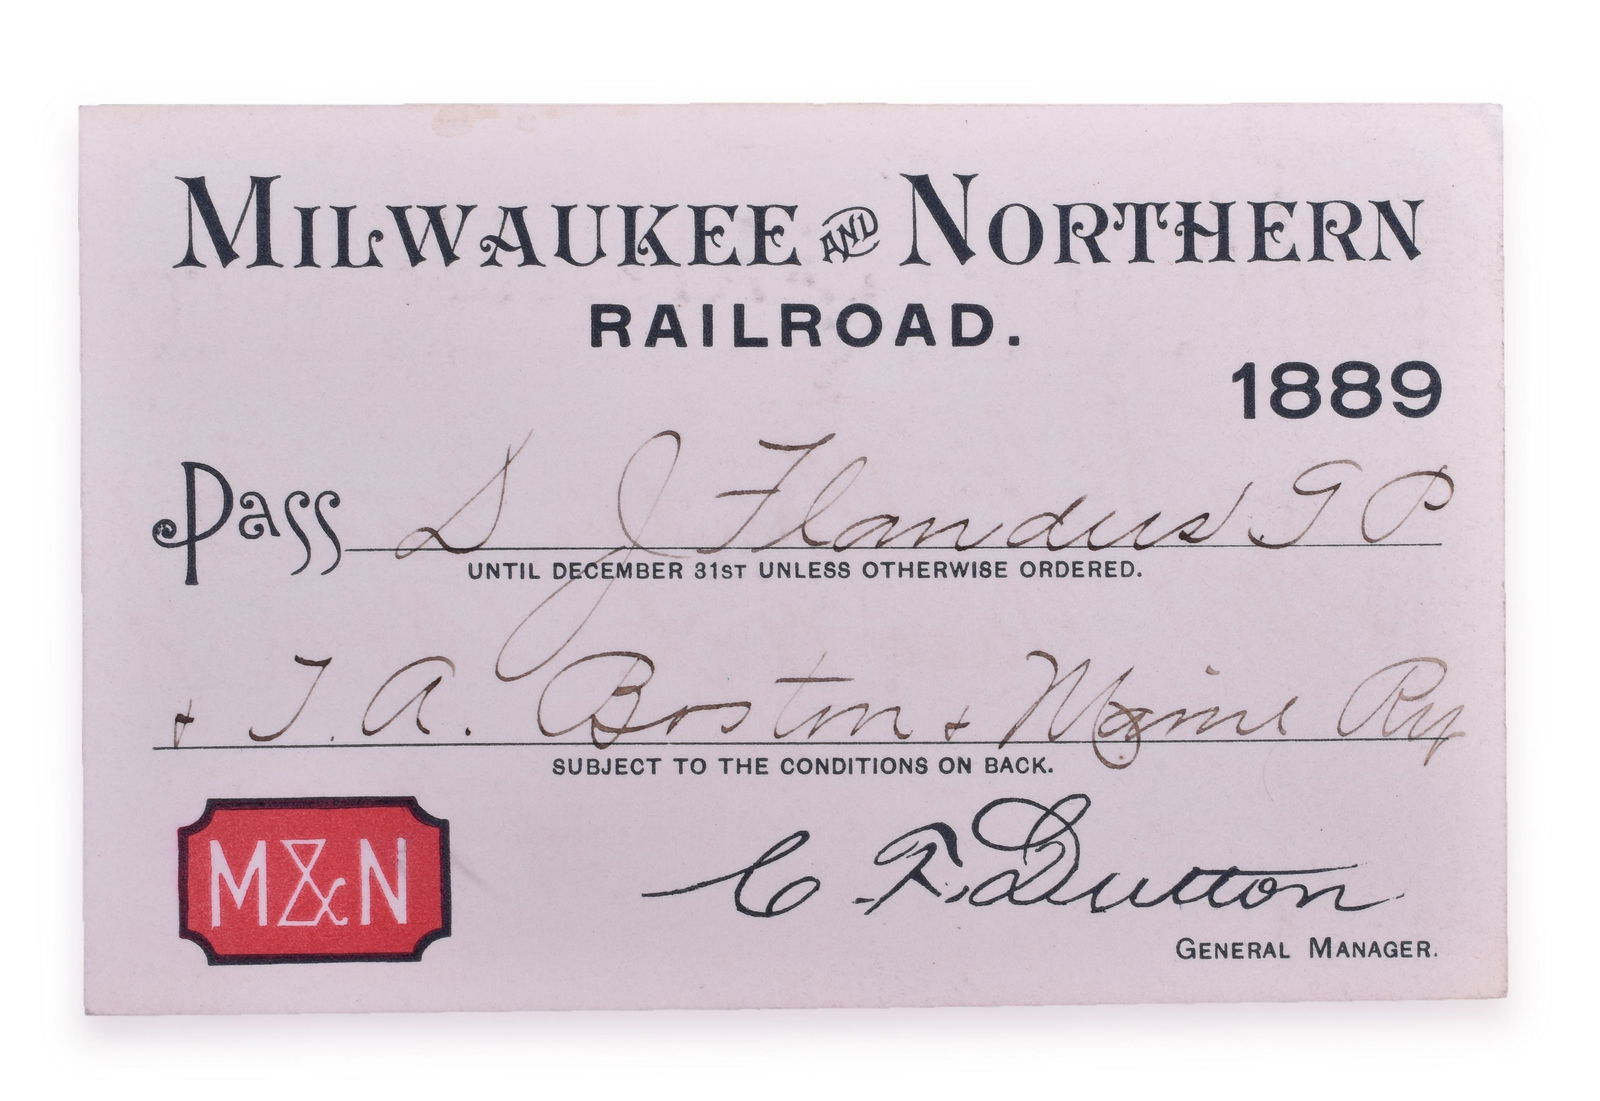 MILWAUKEE AND NORTHERN
RAILROAD.
1889
Pass D J Flanders G P
UNTIL DECEMBER 31ST UNLESS OTHERWISE ORDERED.
& T. A. Boston & Maine Ry
SUBJECT TO THE CONDITIONS ON BACK.
M&N
C. F. Dutton
GENERAL MANAGER.